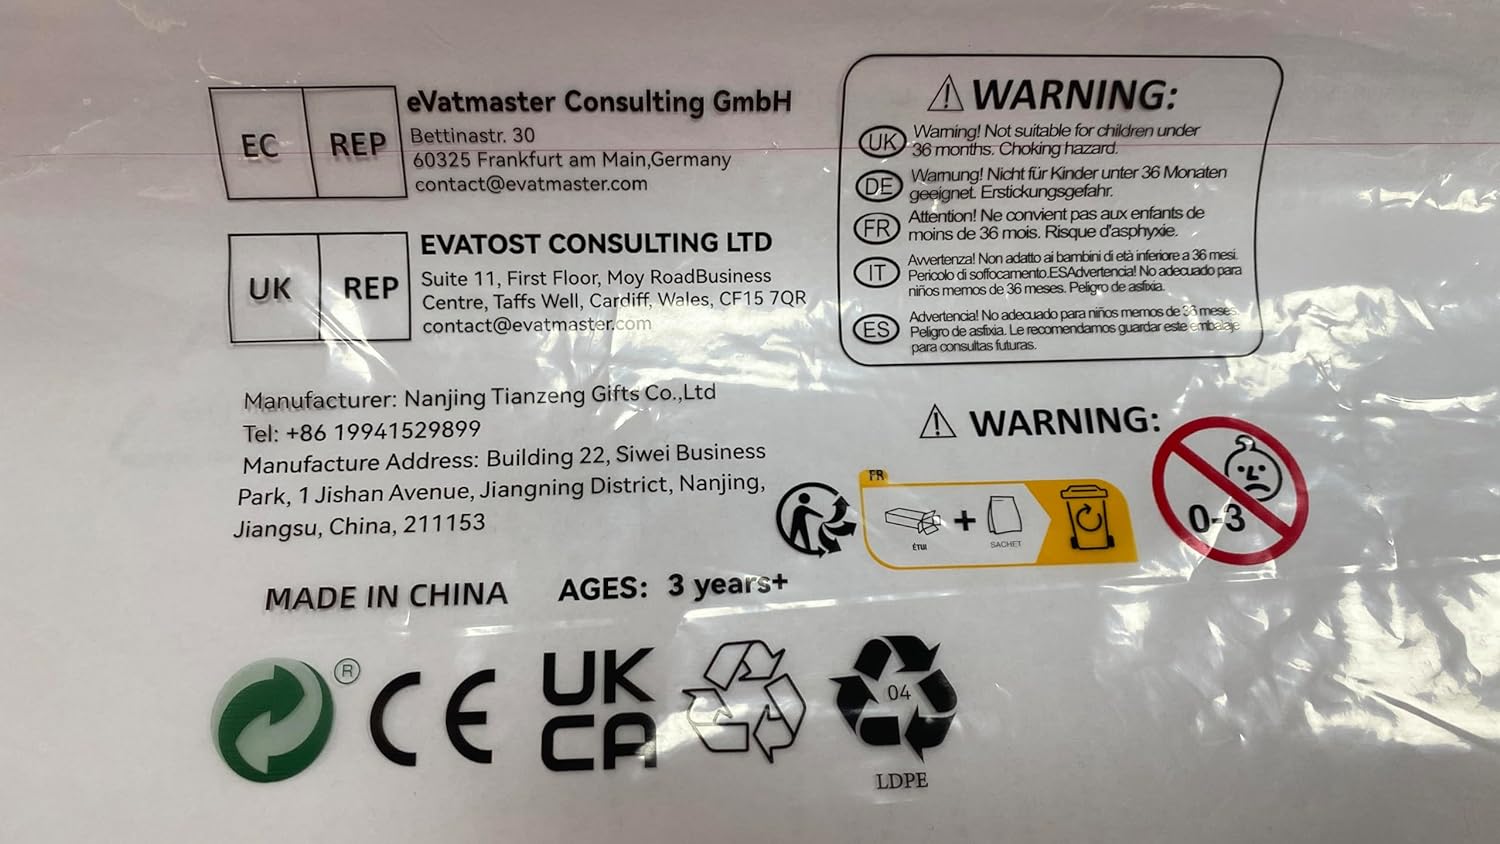 EC REP
eVatmaster Consulting GmbH
Bettinastr. 30
60325 Frankfurt am Main,Germany
contact@evatmaster.com
UK REP
EVATOST CONSULTING LTD
Suite 11, First Floor, Moy RoadBusiness
Centre, Taffs Well, Cardiff, Wales, CF15 7QR
contact@evatmaster.com
Manufacturer: Nanjing Tianzeng Gifts Co.,Ltd
Tel: +86 19941529899
Manufacture Address: Building 22, Siwei Business
Park, 1 Jishan Avenue, Jiangning District, Nanjing,
Jiangsu, China, 211153
MADE IN CHINA
AGES: 3 years+
⚠ WARNING:
UK
Warning! Not suitable for children under
36 months. Choking hazard.
DE
Warnung! Nicht für Kinder unter 36 Monaten
geeignet. Erstickungsgefahr.
FR
Attention! Ne convient pas aux enfants de
moins de 36 mois. Risque d'asphyxie.
IT
Avvertenza! Non adatto ai bambini di età inferiore a 36 mesi.
Pericolo di soffocamento.ESAdvertencia! No adecuado para
niños memos de 36 meses. Peligro de asfixia.
ES
Advertencia! No adecuado para niños memos de 36 meses.
Peligro de asfixia. Le recomendamos guardar este embalaje
para consultas futuras.
⚠ WARNING:
FR
ÉTUI
+
SACHET
0-3
®
CE
UK
CA
04
LDPE